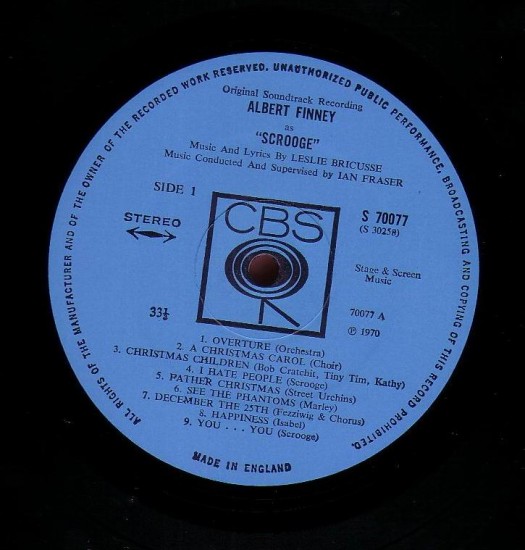 ALL RIGHTS OF THE MANUFACTURER AND OF THE OWNER OF THE RECORDED WORK RESERVED. UNAUTHORIZED PUBLIC PERFORMANCE, BROADCASTING AND COPYING OF THIS RECORD PROHIBITED.
Original Soundtrack Recording
ALBERT FINNEY
as
"SCROOGE"
Music And Lyrics By LESLIE BRICUSSE
Music Conducted And Supervised by IAN FRASER
SIDE 1
STEREO
33⅓
CBS
S 70077
(S 30258)
Stage & Screen
Music
70077 A
℗ 1970
1. OVERTURE (Orchestra)
2. A CHRISTMAS CAROL (Choir)
3. CHRISTMAS CHILDREN (Bob Cratchit, Tiny Tim, Kathy)
4. I HATE PEOPLE (Scrooge)
5. FATHER CHRISTMAS (Street Urchins)
6. SEE THE PHANTOMS (Marley)
7. DECEMBER THE 25TH (Fezziwig & Chorus)
8. HAPPINESS (Isabel)
9. YOU . . . YOU (Scrooge)
MADE IN ENGLAND